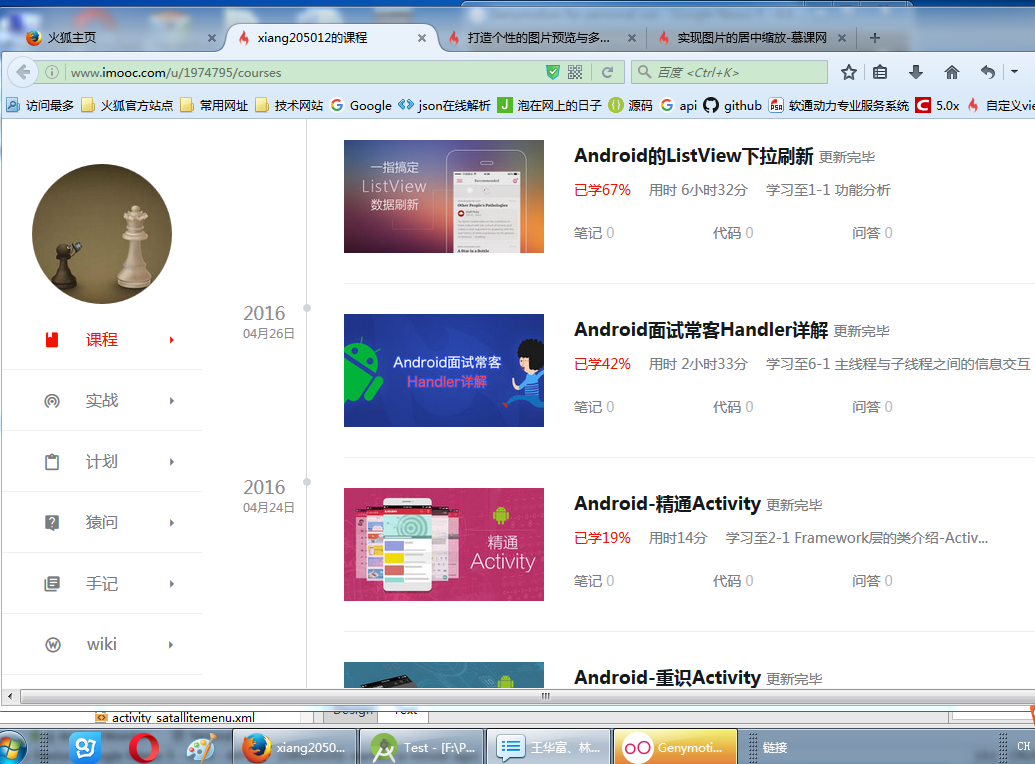 火狐主页
xiang205012的课程
打造个性的图片预览与多...
实现图片的居中缩放-慕课网
www.imooc.com/u/1974795/courses
百度 <Ctrl+K>
访问最多 火狐官方站点 常用网址 技术网站 Google json在线解析 泡在网上的日子 源码 api github 软通动力专业服务系统 5.0x 自定义vie
一指搞定
ListView
数据刷新
Android的ListView下拉刷新 更新完毕
已学67% 用时 6小时32分 学习至1-1 功能分析
笔记 0 代码 0 问答 0
课程
实战
计划
猿问
手记
wiki
2016
04月26日
Android面试常客
Handler详解
Android面试常客Handler详解 更新完毕
已学42% 用时 2小时33分 学习至6-1 主线程与子线程之间的信息交互
笔记 0 代码 0 问答 0
2016
04月24日
精通
Activity
Android-精通Activity 更新完毕
已学19% 用时14分 学习至2-1 Framework层的类介绍-Activ...
笔记 0 代码 0 问答 0
Android-重识Activity 更新完毕
activity_satallitemenu.xml
Design Text
xiang2050...
Test - [F:\P...
王华富、林...
Genymoti...
链接
CH